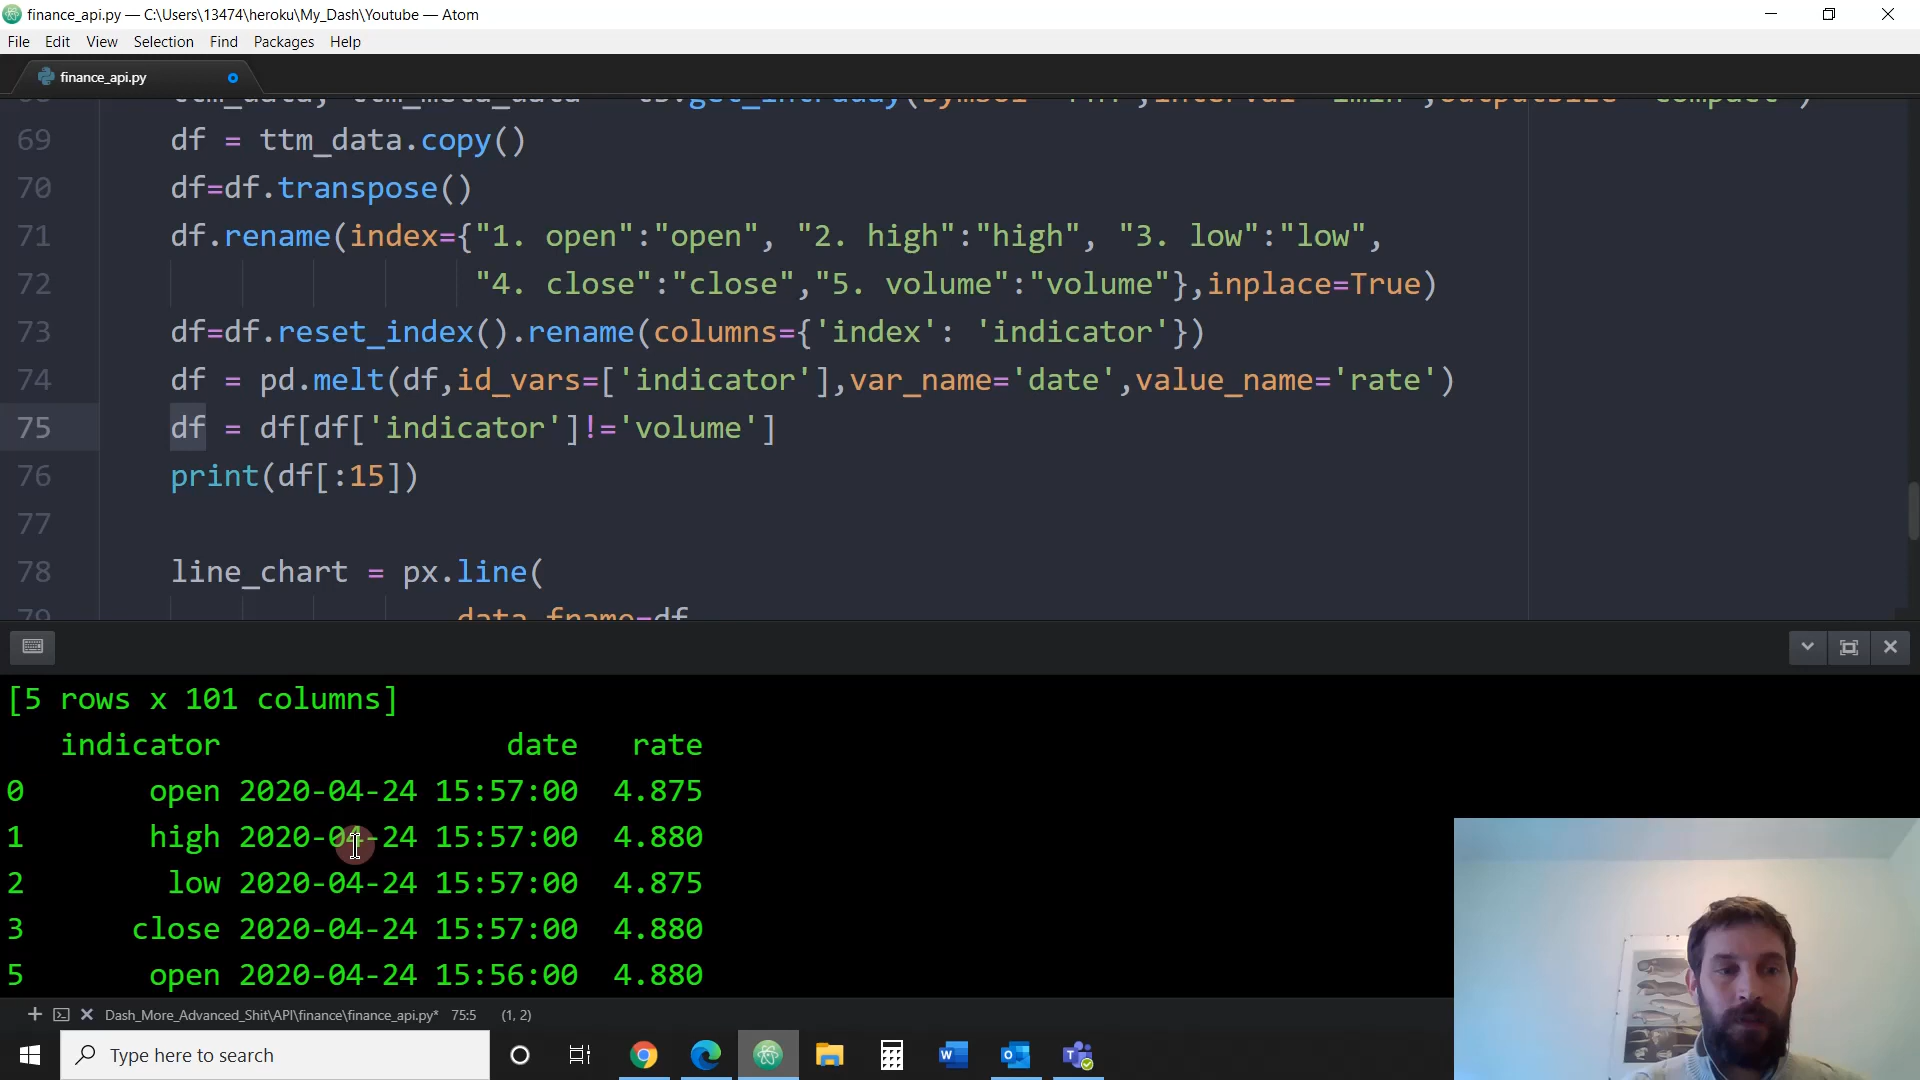 finance_api.py — C:\Users\13474\heroku\My_Dash\Youtube — Atom
File Edit View Selection Find Packages Help
finance_api.py
69 df = ttm_data.copy()
70 df=df.transpose()
71 df.rename(index={"1. open":"open", "2. high":"high", "3. low":"low",
72 "4. close":"close","5. volume":"volume"},inplace=True)
73 df=df.reset_index().rename(columns={'index': 'indicator'})
74 df = pd.melt(df,id_vars=['indicator'],var_name='date',value_name='rate')
75 df = df[df['indicator']!='volume']
76 print(df[:15])
77
78 line_chart = px.line(
[5 rows x 101 columns]
indicator date rate
0 open 2020-04-24 15:57:00 4.875
1 high 2020-04-24 15:57:00 4.880
2 low 2020-04-24 15:57:00 4.875
3 close 2020-04-24 15:57:00 4.880
5 open 2020-04-24 15:56:00 4.880
Dash_More_Advanced_Shit\API\finance\finance_api.py* 75:5 (1, 2)
Type here to search